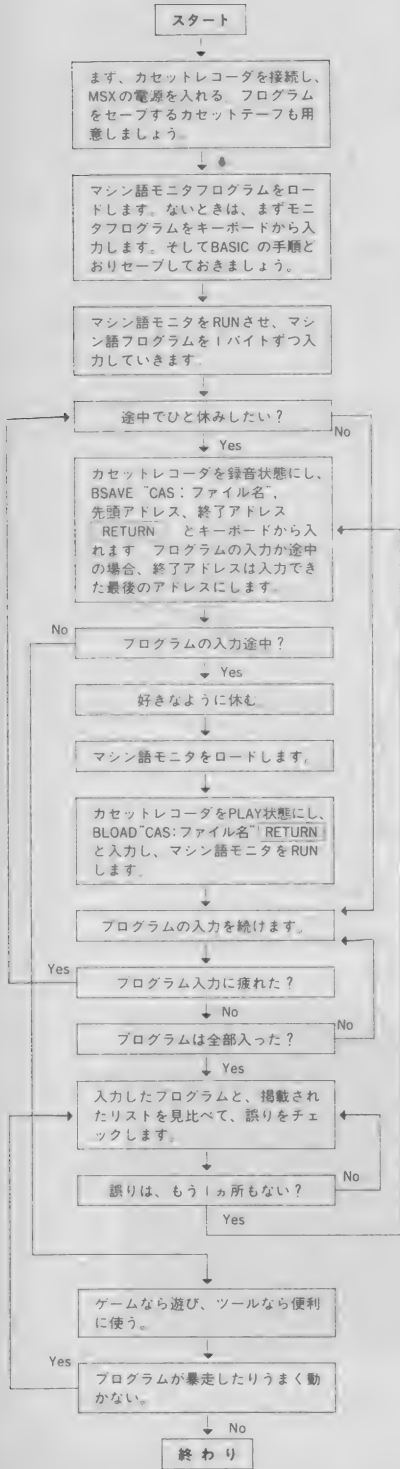 スタート
まず、カセットレコーダを接続し、
MSXの電源を入れる プログラム
をセーブするカセットテープも用
意しましょう。
マシン語モニタプログラムをロー
ドします。ないときは、まずモニ
タプログラムをキーボードから入
力します。そしてBASIC の手順ど
おりセーブしておきましょう。
マシン語モニタをRUNさせ、マシ
ン語プログラムを1バイトずつ入
力していきます
途中でひと休みしたい?
No
Yes
カセットレコーダを録音状態にし、
BSAVE "CAS:ファイル名",
先頭アドレス、終了アドレス
RETURN とキーボードから入
れます プログラムの入力が途中
の場合、終了アドレスは入力でき
た最後のアドレスにします。
No
プログラムの入力途中?
Yes
好きなように休む
マシン語モニタをロードします。
カセットレコーダをPLAY状態にし、
BLOAD"CAS:ファイル名" RETURN
と入力し、マシン語モニタをRUN
します。
プログラムの入力を続けます。
Yes
プログラム入力に疲れた?
No
プログラムは全部入った?
No
Yes
入力したプログラムと、掲載され
たリストを見比べて、誤りをチェ
ックします。
誤りは、もう1ヵ所もない?
No
Yes
ゲームなら遊び、ツールなら便利
に使う。
Yes
プログラムが暴走したりうまく動
かない。
No
終わり